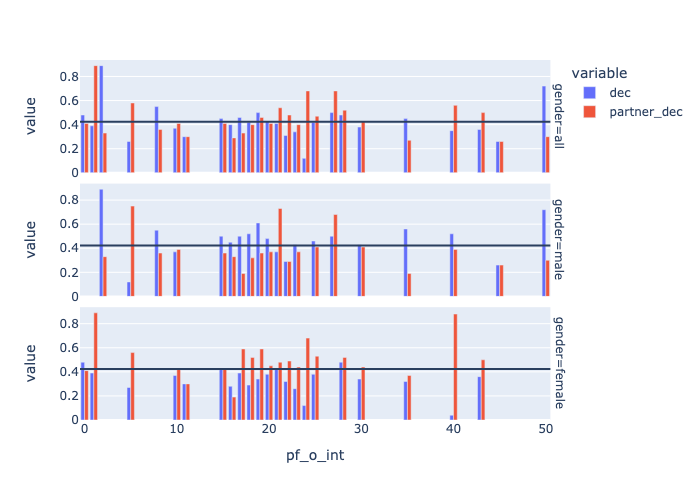 variable
dec
partner_dec
value
0.8
0.6
0.4
0.2
0
gender=all
value
0.8
0.6
0.4
0.2
0
gender=male
value
0.8
0.6
0.4
0.2
0
gender=female
0 10 20 30 40 50
pf_o_int